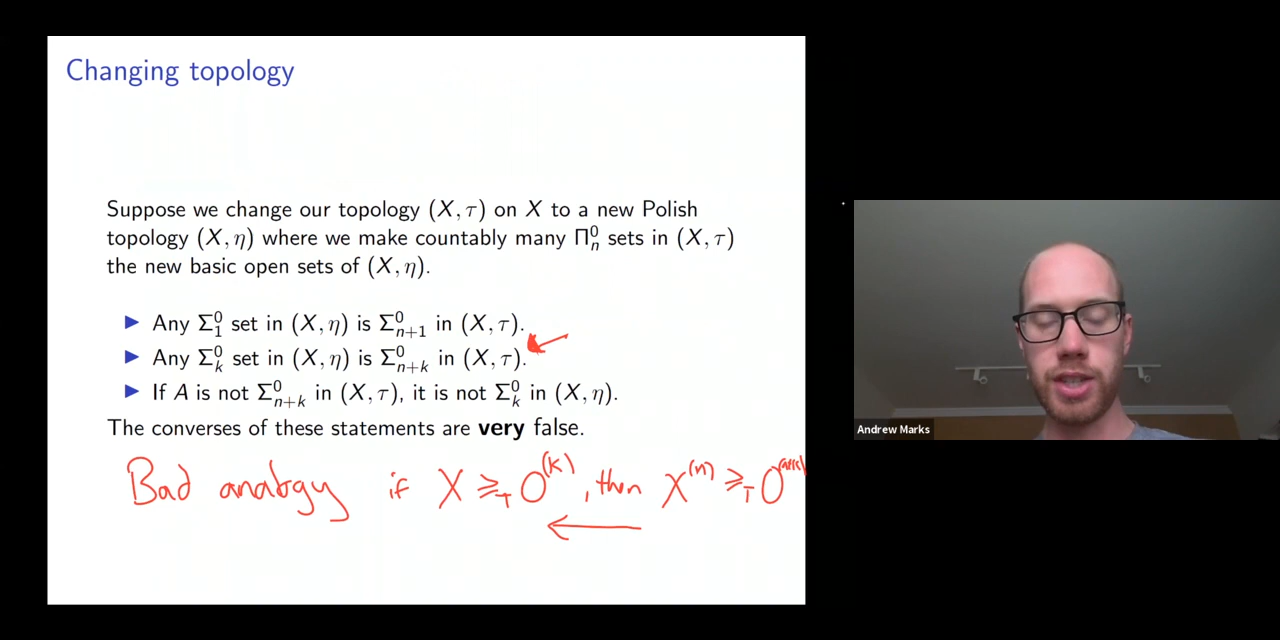 Changing topology
Suppose we change our topology (X, τ) on X to a new Polish
topology (X, η) where we make countably many Π⁰ₙ sets in (X, τ)
the new basic open sets of (X, η).
▶ Any Σ⁰₁ set in (X, η) is Σ⁰ₙ₊₁ in (X, τ).
▶ Any Σ⁰ₖ set in (X, η) is Σ⁰ₙ₊ₖ in (X, τ).
▶ If A is not Σ⁰ₙ₊ₖ in (X, τ), it is not Σ⁰ₖ in (X, η).
The converses of these statements are very false.
Bad analogy if X ≥_T 0^(k), then X^(n) ≥_T 0
Andrew Marks